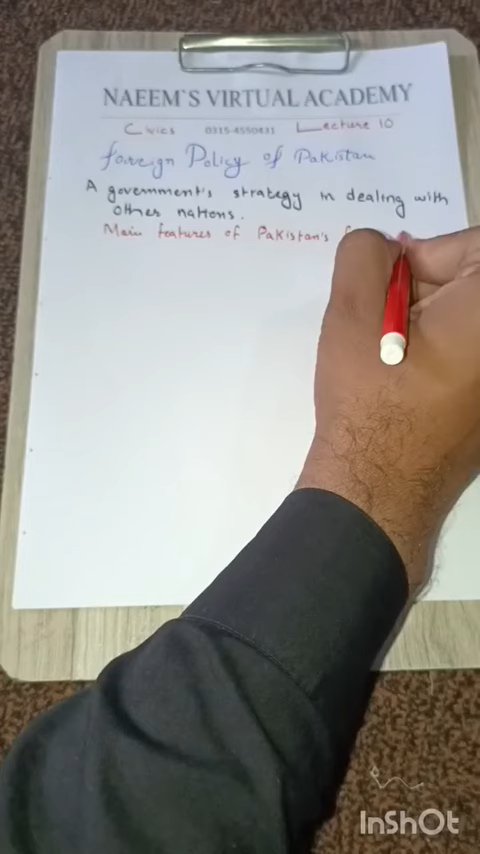 NAEEM`S VIRTUAL ACADEMY
Civics 0315-4550431 Lecture 10
foreign Policy of Pakistan
A government's strategy in dealing with
other nations.
Main features of Pakistan's
InShOt